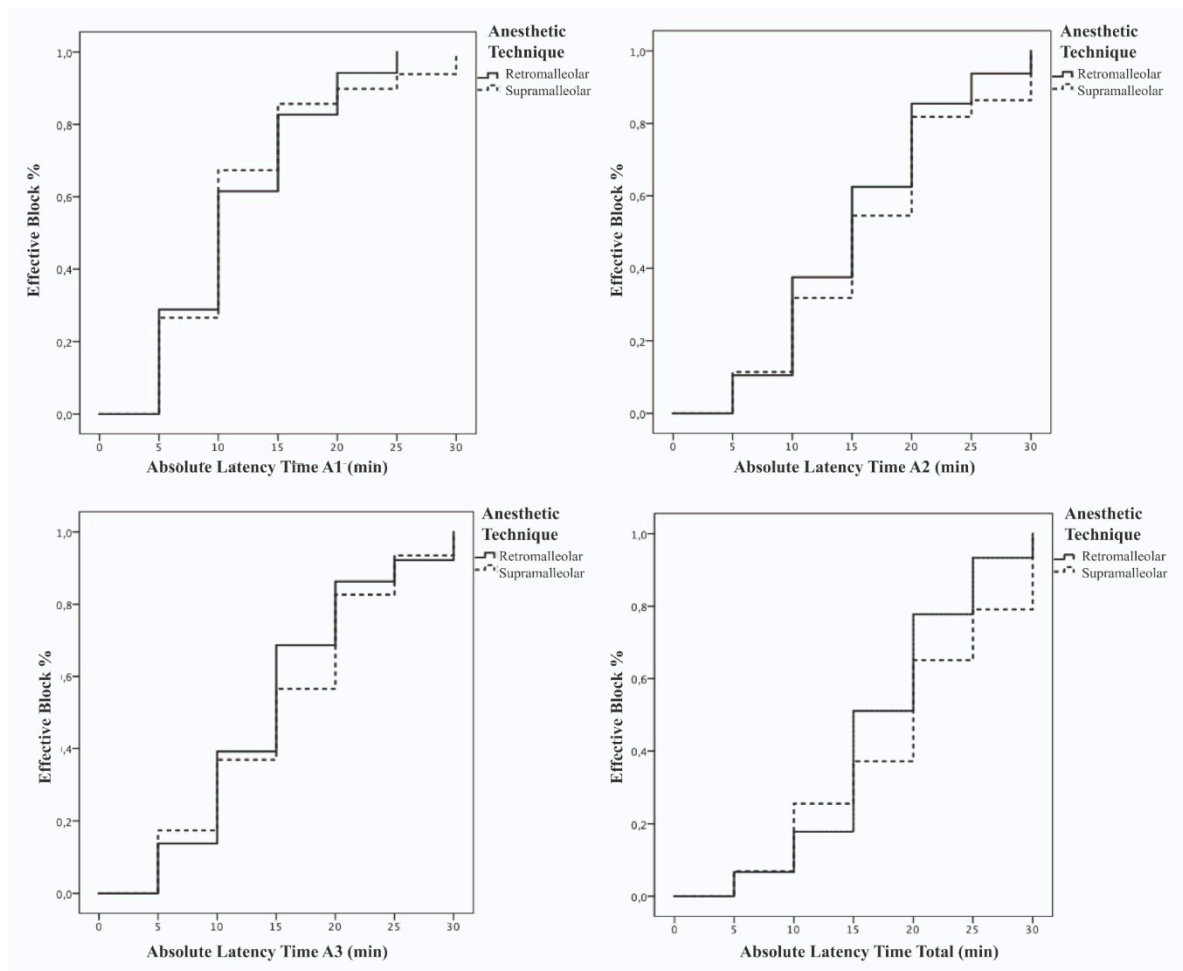 Anesthetic
Technique
Retromalleolar
Supramalleolar
Effective Block %
1,0
0,8
0,6
0,4
0,2
0,0
0 5 10 15 20 25 30
Absolute Latency Time A1 (min)
Anesthetic
Technique
Retromalleolar
Supramalleolar
Effective Block %
1,0
0,8
0,6
0,4
0,2
0,0
0 5 10 15 20 25 30
Absolute Latency Time A2 (min)
Anesthetic
Technique
Retromalleolar
Supramalleolar
Effective Block %
1,0
0,8
,6
,4
0,2
0,0
0 5 10 15 20 25 30
Absolute Latency Time A3 (min)
Anesthetic
Technique
Retromalleolar
Supramalleolar
Effective Block %
1,0
0,8
0,6
0,4
0,2
0,0
0 5 10 15 20 25 30
Absolute Latency Time Total (min)